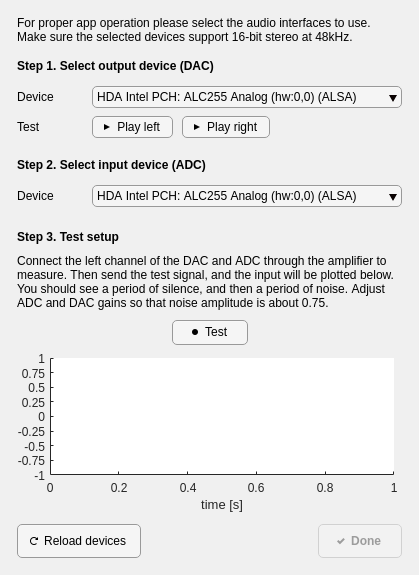 For proper app operation please select the audio interfaces to use.
Make sure the selected devices support 16-bit stereo at 48kHz.
Step 1. Select output device (DAC)
Device
HDA Intel PCH: ALC255 Analog (hw:0,0) (ALSA)
Test
Play left
Play right
Step 2. Select input device (ADC)
Device
HDA Intel PCH: ALC255 Analog (hw:0,0) (ALSA)
Step 3. Test setup
Connect the left channel of the DAC and ADC through the amplifier to
measure. Then send the test signal, and the input will be plotted below.
You should see a period of silence, and then a period of noise. Adjust
ADC and DAC gains so that noise amplitude is about 0.75.
Test
1
0.75
0.5
0.25
0
-0.25
-0.5
-0.75
-1
0 0.2 0.4 0.6 0.8 1
time [s]
Reload devices
Done